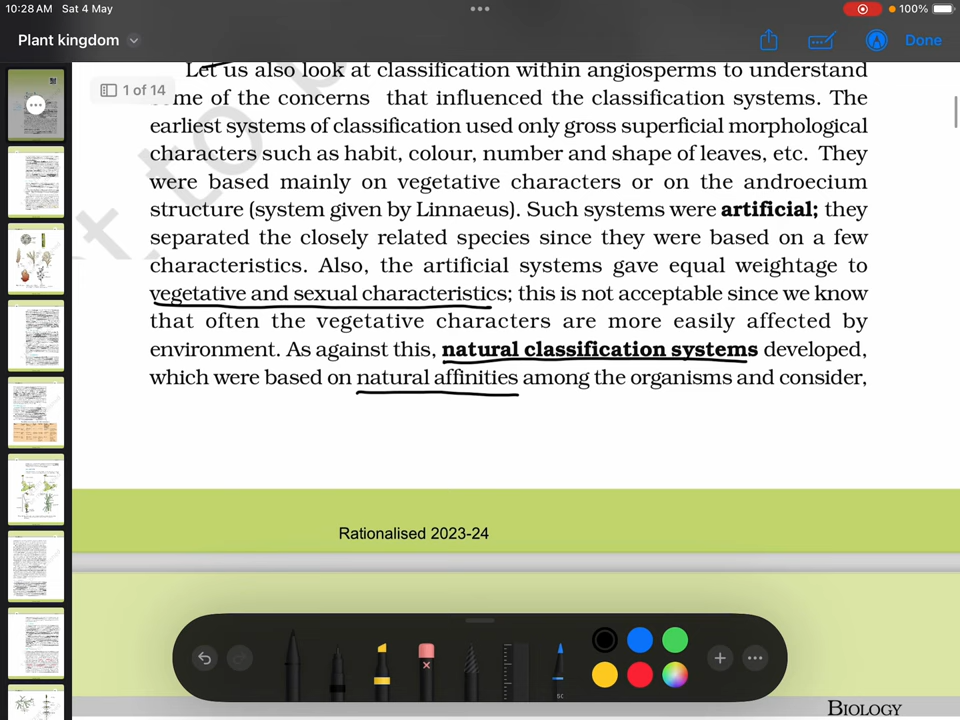 10:28 AM Sat 4 May
100%
Plant kingdom
Done
1 of 14
Let us also look at classification within angiosperms to understand
some of the concerns that influenced the classification systems. The
earliest systems of classification used only gross superficial morphological
characters such as habit, colour, number and shape of leaves, etc. They
were based mainly on vegetative characters or on the androecium
structure (system given by Linnaeus). Such systems were artificial; they
separated the closely related species since they were based on a few
characteristics. Also, the artificial systems gave equal weightage to
vegetative and sexual characteristics; this is not acceptable since we know
that often the vegetative characters are more easily affected by
environment. As against this, natural classification systems developed,
which were based on natural affinities among the organisms and consider,
Rationalised 2023-24
BIOLOGY